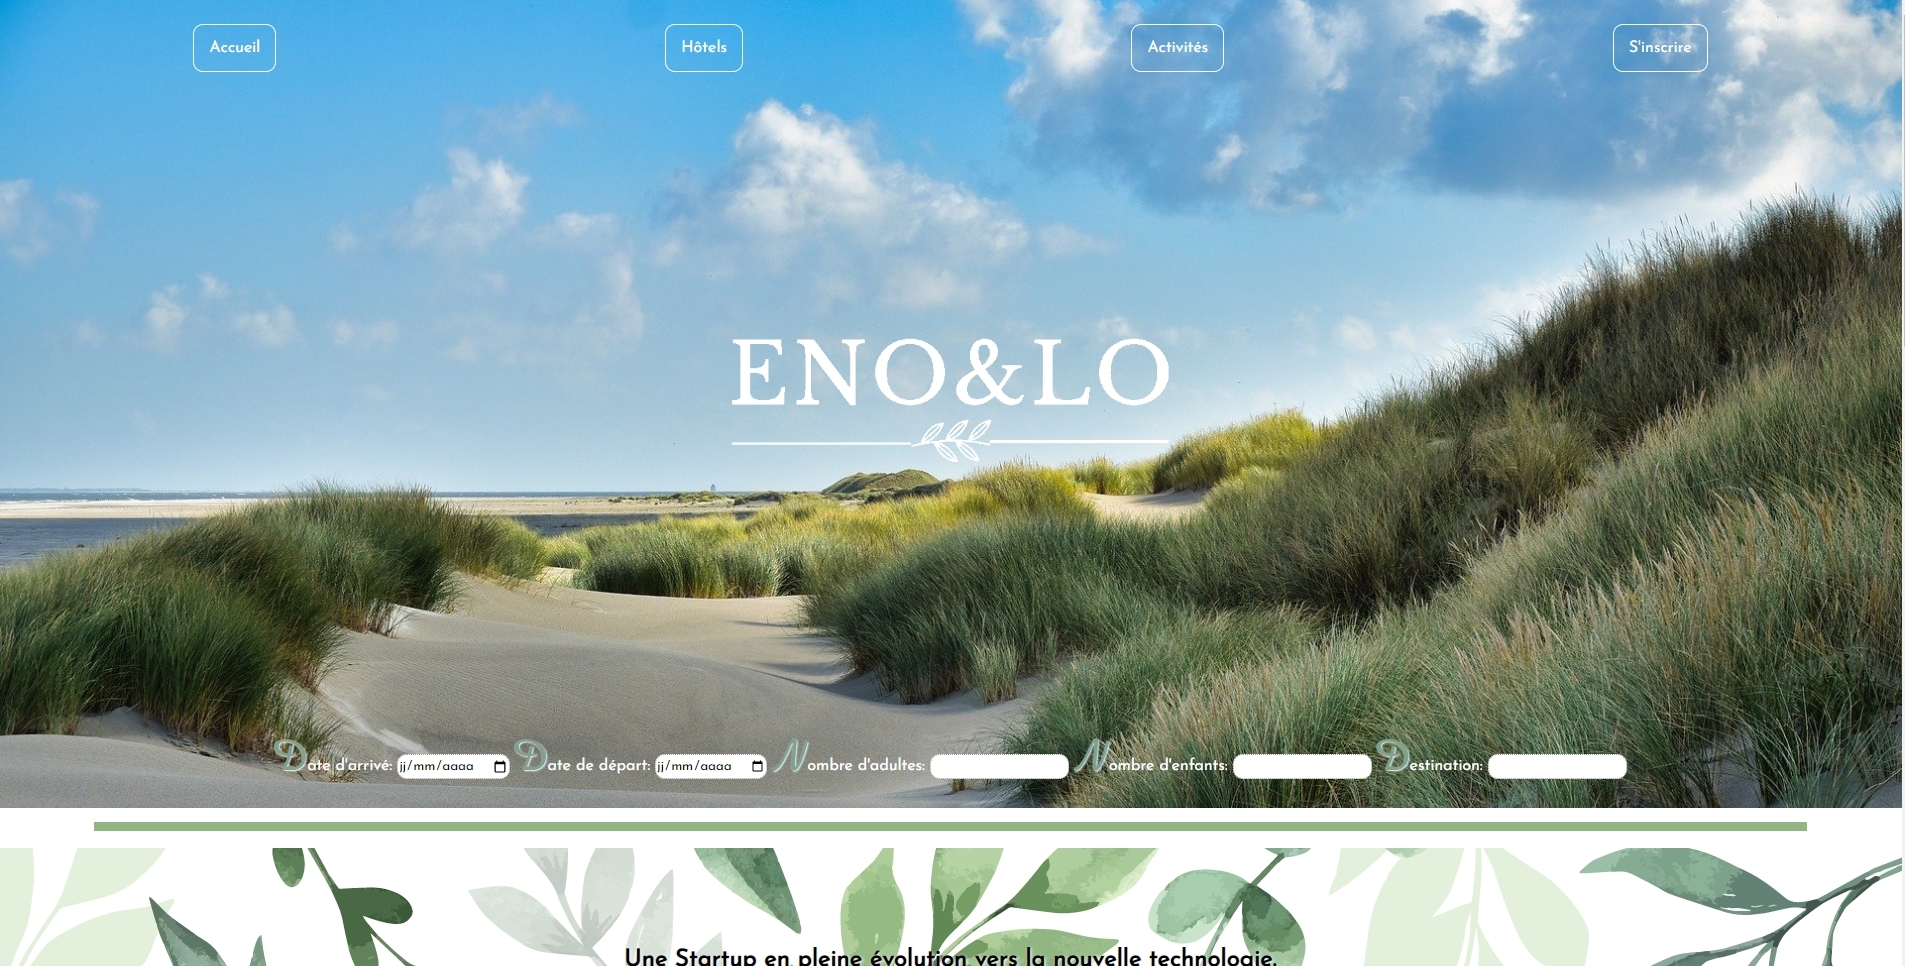 Accueil
Hôtels
Activités
S'inscrire
ENO&LO
Date d'arrivé: jj/mm/aaaa Date de départ: jj/mm/aaaa Nombre d'adultes: Nombre d'enfants: Destination:
Une Startup en pleine évolution vers la nouvelle technologie.